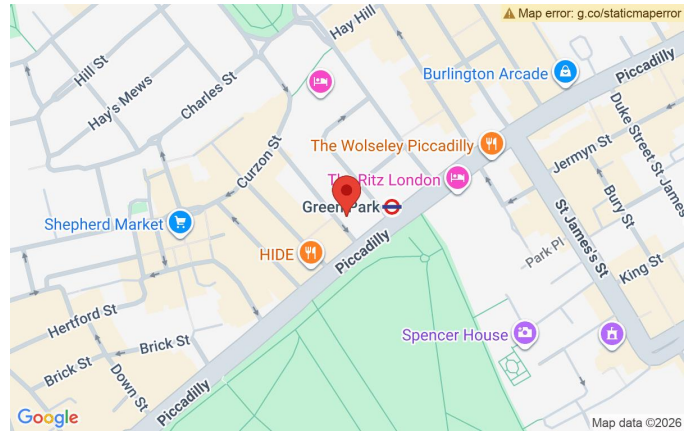 Map error: g.co/staticmaperror
Hay Hill
Hill St
Piccadilly
Burlington Arcade
Hay's Mews
Charles St
Duke Street St James
The Wolseley Piccadilly
Jermyn St
Curzon St
The Ritz London
Bury St
Green Park
Shepherd Market
St James's St
Park Pl
HIDE
Piccadilly
King St
Hertford St
Spencer House
Brick St
Brick St
Down St
Piccadilly
Google
Map data ©2026